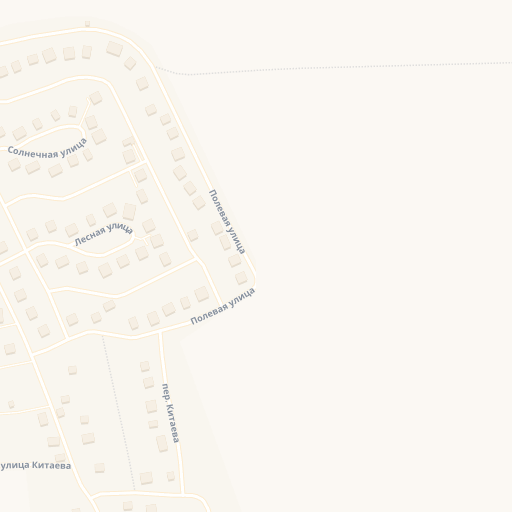 Солнечная улица
Полевая улица
Лесная улица
Полевая улица
пер. Китаева
улица Китаева